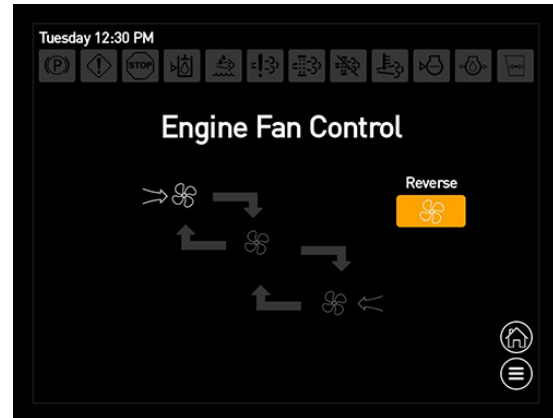 Tuesday 12:30 PM
(P)
!
STOP
Engine Fan Control
Reverse